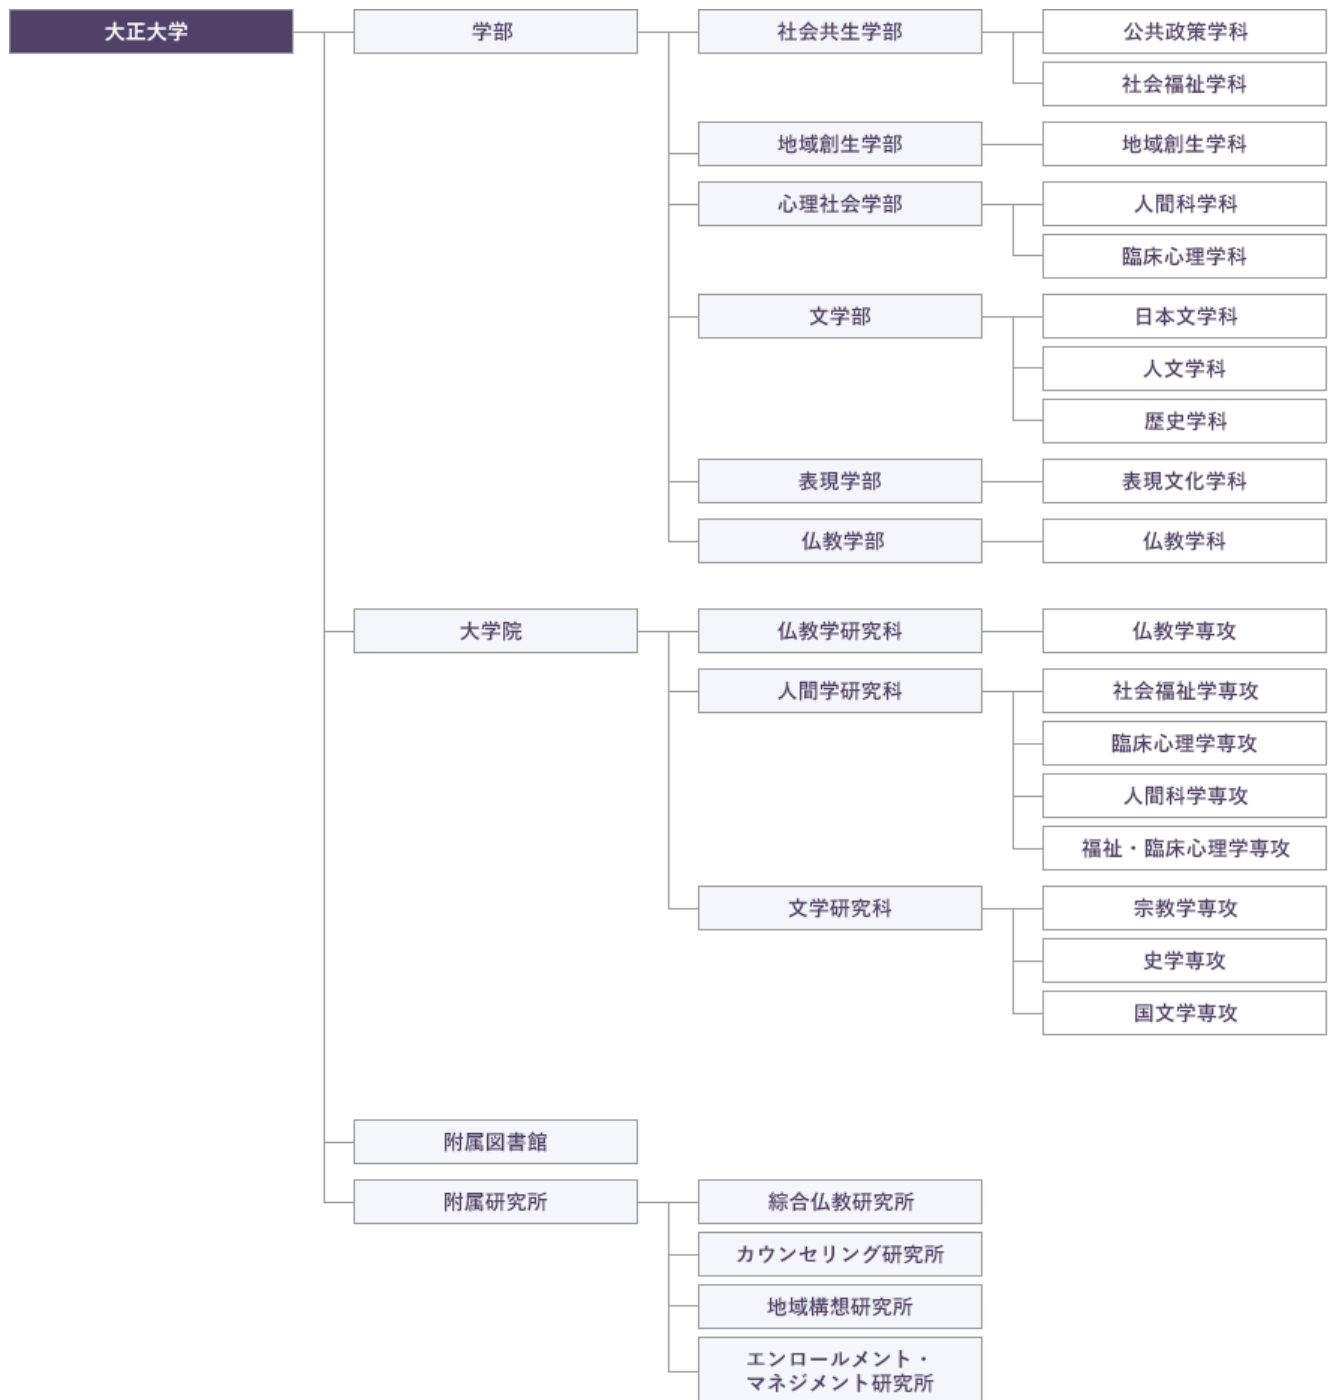 大正大学
学部
社会共生学部
公共政策学科
社会福祉学科
地域創生学部
地域創生学科
心理社会学部
人間科学科
臨床心理学科
文学部
日本文学科
人文学科
歴史学科
表現学部
表現文化学科
仏教学部
仏教学科
大学院
仏教学研究科
仏教学専攻
人間学研究科
社会福祉学専攻
臨床心理学専攻
人間科学専攻
福祉・臨床心理学専攻
文学研究科
宗教学専攻
史学専攻
国文学専攻
附属図書館
附属研究所
綜合仏教研究所
カウンセリング研究所
地域構想研究所
エンロールメント・
マネジメント研究所